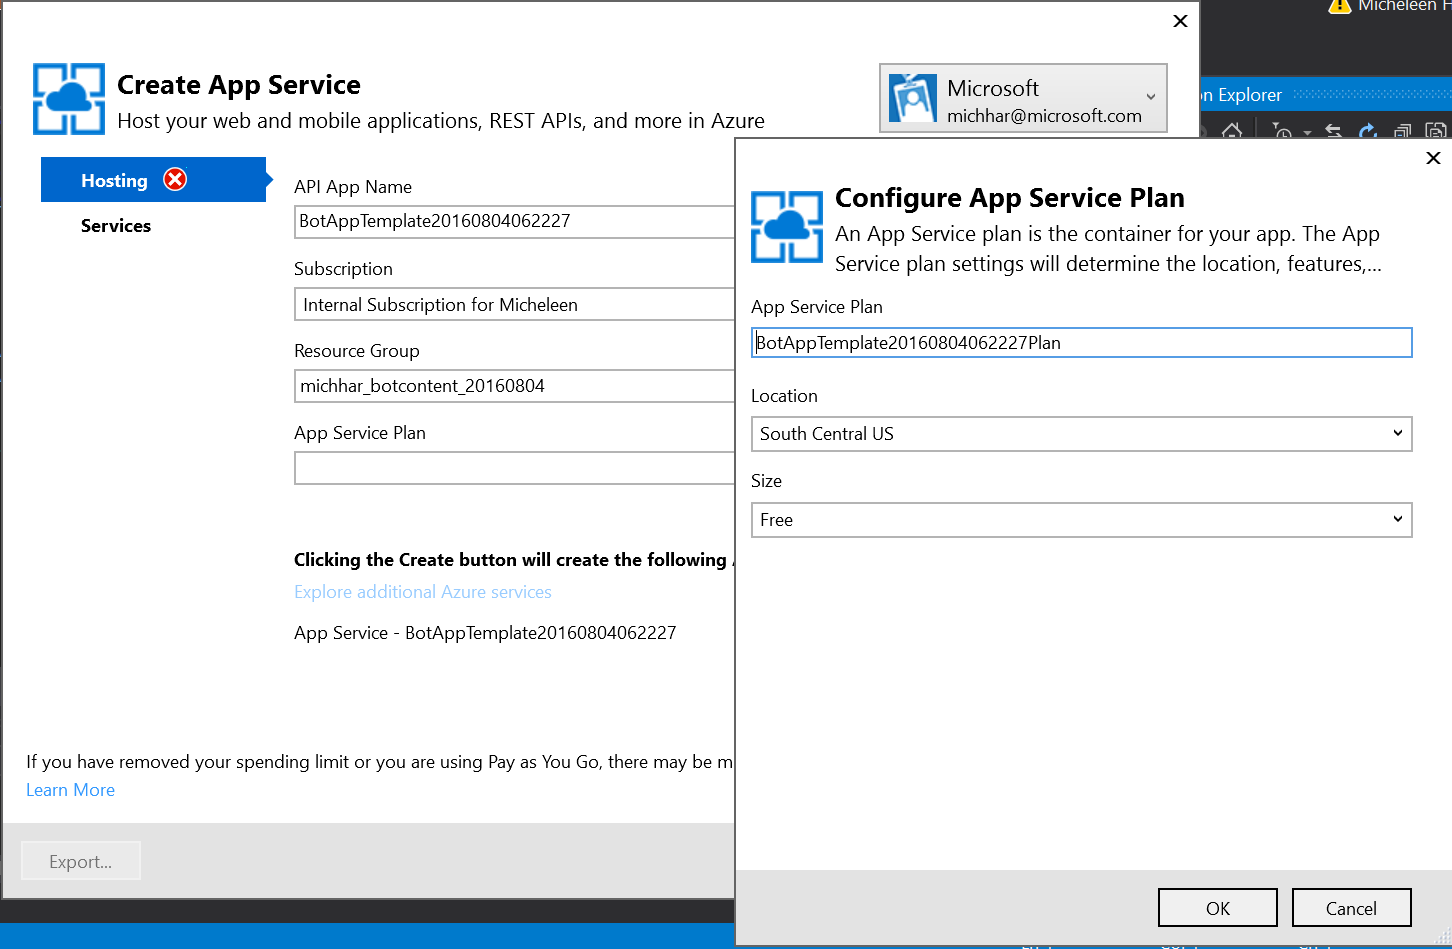 Micheleen
Create App Service
Host your web and mobile applications, REST APIs, and more in Azure
Microsoft
michhar@microsoft.com
Explorer
Hosting
Services
API App Name
BotAppTemplate20160804062227
Subscription
Internal Subscription for Micheleen
Resource Group
michhar_botcontent_20160804
App Service Plan
Clicking the Create button will create the following
Explore additional Azure services
App Service - BotAppTemplate20160804062227
If you have removed your spending limit or you are using Pay as You Go, there may be
Learn More
Export...
Configure App Service Plan
An App Service plan is the container for your app. The App
Service plan settings will determine the location, features,...
App Service Plan
BotAppTemplate20160804062227Plan
Location
South Central US
Size
Free
OK
Cancel